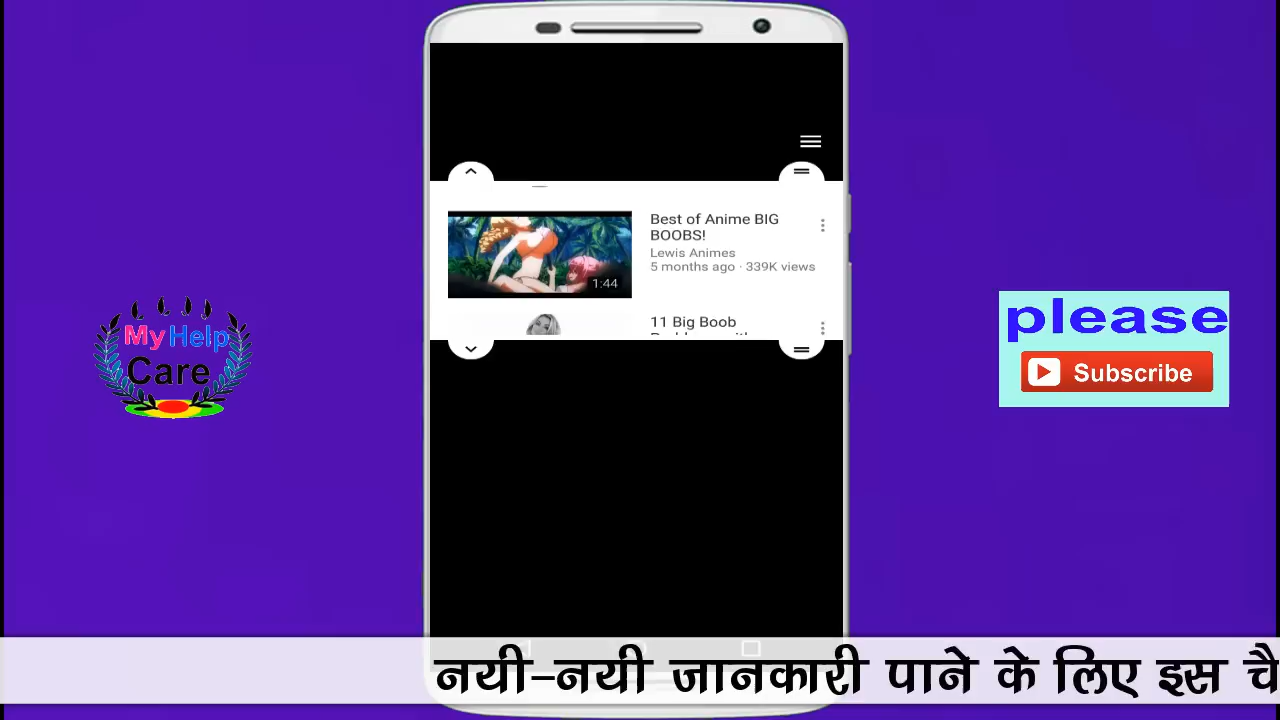 Best of Anime BIG
BOOBS!
Lewis Animes
5 months ago · 339K views
1:44
11 Big Boob
My Help
Care
please
Subscribe
नयी-नयी जानकारी पाने के लिए इस चै